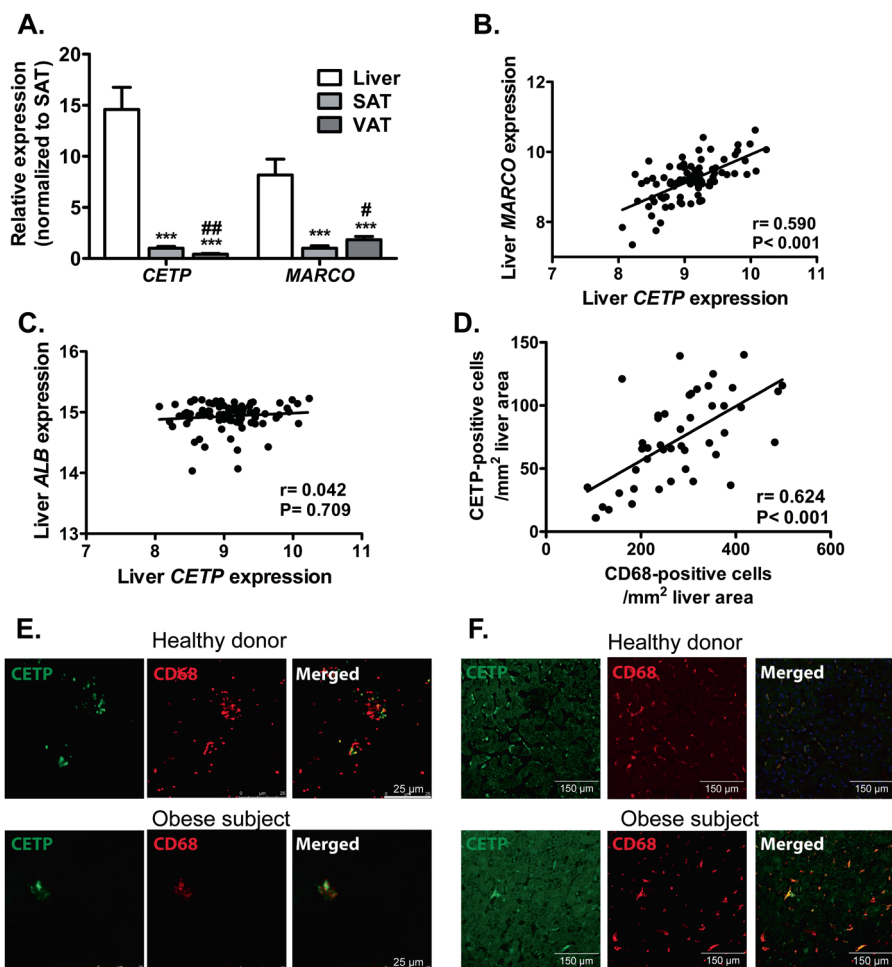 A.
Relative expression
(normalized to SAT)
20
15
10
5
0
Liver
SAT
VAT
***
##
***
***
#
***
CETP
MARCO
B.
Liver MARCO expression
12
10
8
6
7
8
9
10
11
r= 0.590
P< 0.001
Liver CETP expression
C.
Liver ALB expression
16
15
14
13
7
8
9
10
11
r= 0.042
P= 0.709
Liver CETP expression
D.
CETP-positive cells
/mm² liver area
150
100
50
0
0
200
400
600
r= 0.624
P< 0.001
CD68-positive cells
/mm² liver area
E.
Healthy donor
CETP
CD68
Merged
0 µm 25
25 µm
Obese subject
CETP
CD68
Merged
25 µm
F.
Healthy donor
CETP
CD68
Merged
150 µm
150 µm
150 µm
Obese subject
CETP
CD68
Merged
150 µm
150 µm
150 µm